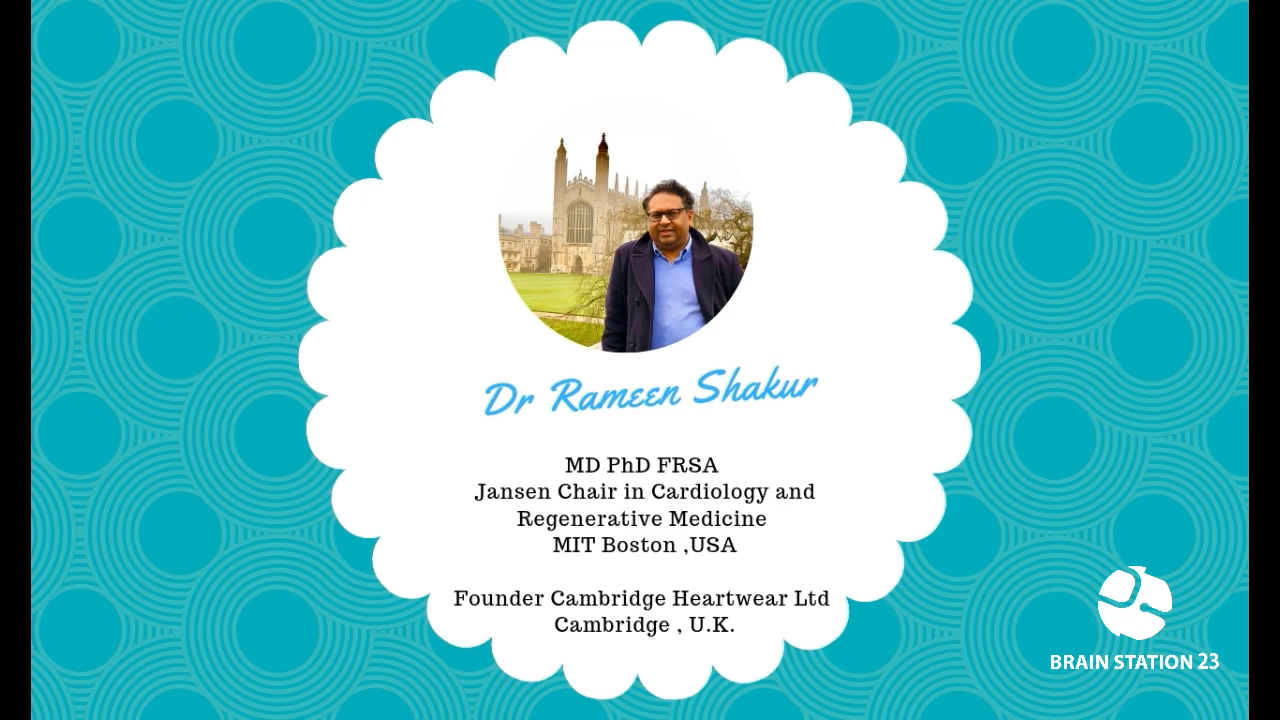 Dr Rameen Shakur
MD PhD FRSA
Jansen Chair in Cardiology and
Regenerative Medicine
MIT Boston ,USA
Founder Cambridge Heartwear Ltd
Cambridge , U.K.
BRAIN STATION 23